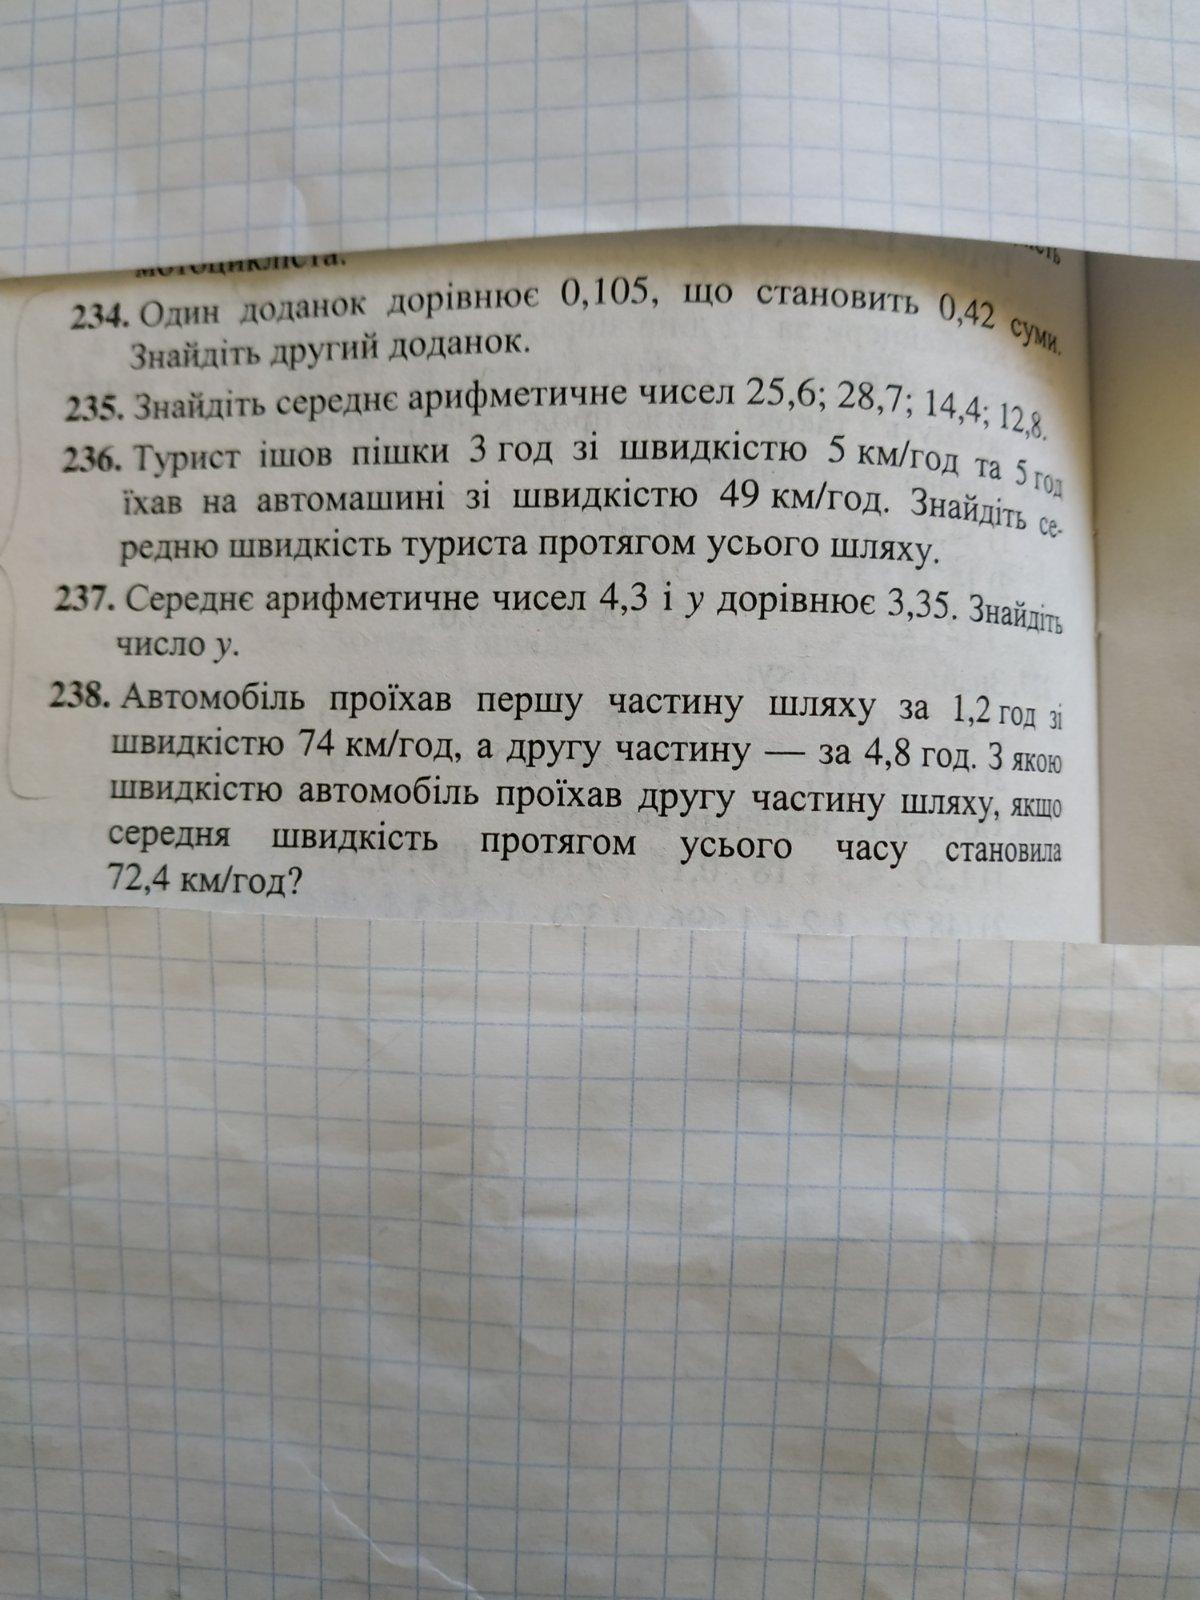 мотоцикліста.
234. Один доданок дорівнює 0,105, що становить 0,42 суми.
Знайдіть другий доданок.
235. Знайдіть середнє арифметичне чисел 25,6; 28,7; 14,4; 12,8.
236. Турист ішов пішки 3 год зі швидкістю 5 км/год та 5 год
їхав на автомашині зі швидкістю 49 км/год. Знайдіть се-
редню швидкість туриста протягом усього шляху.
237. Середнє арифметичне чисел 4,3 і y дорівнює 3,35. Знайдіть
число y.
238. Автомобіль проїхав першу частину шляху за 1,2 год зі
швидкістю 74 км/год, а другу частину — за 4,8 год. З якою
швидкістю автомобіль проїхав другу частину шляху, якщо
середня швидкість протягом усього часу становила
72,4 км/год?